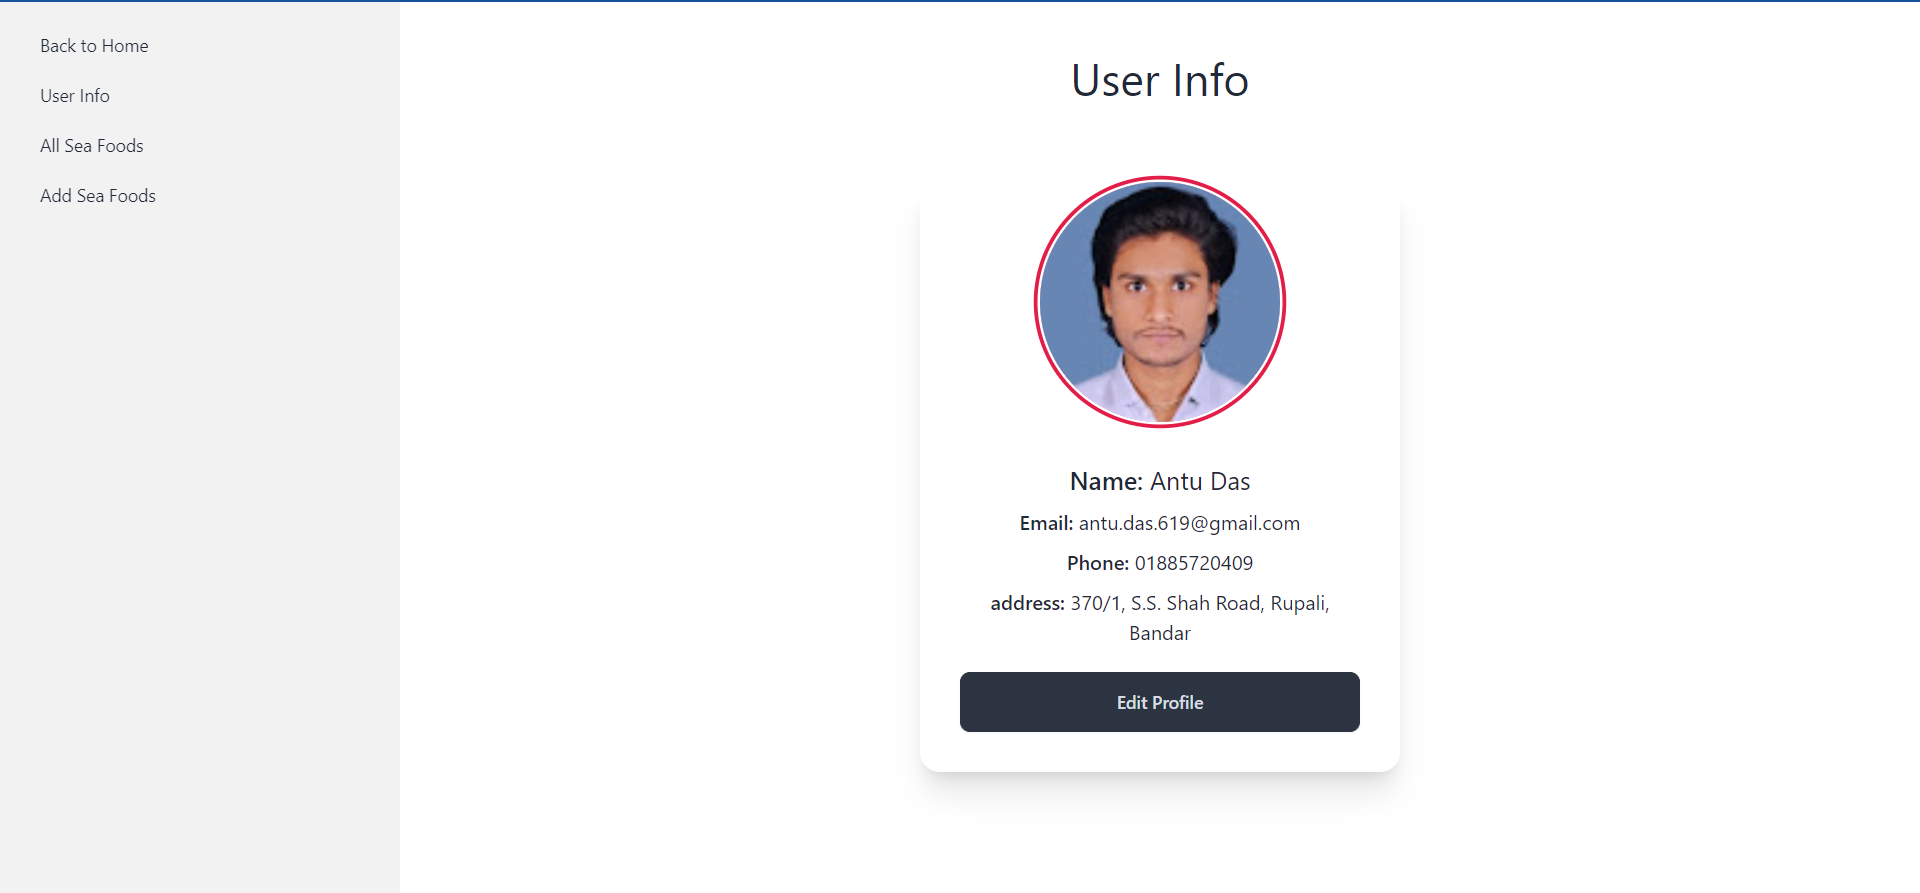 Back to Home
User Info
All Sea Foods
Add Sea Foods
User Info
Name: Antu Das
Email: antu.das.619@gmail.com
Phone: 01885720409
address: 370/1, S.S. Shah Road, Rupali,
Bandar
Edit Profile